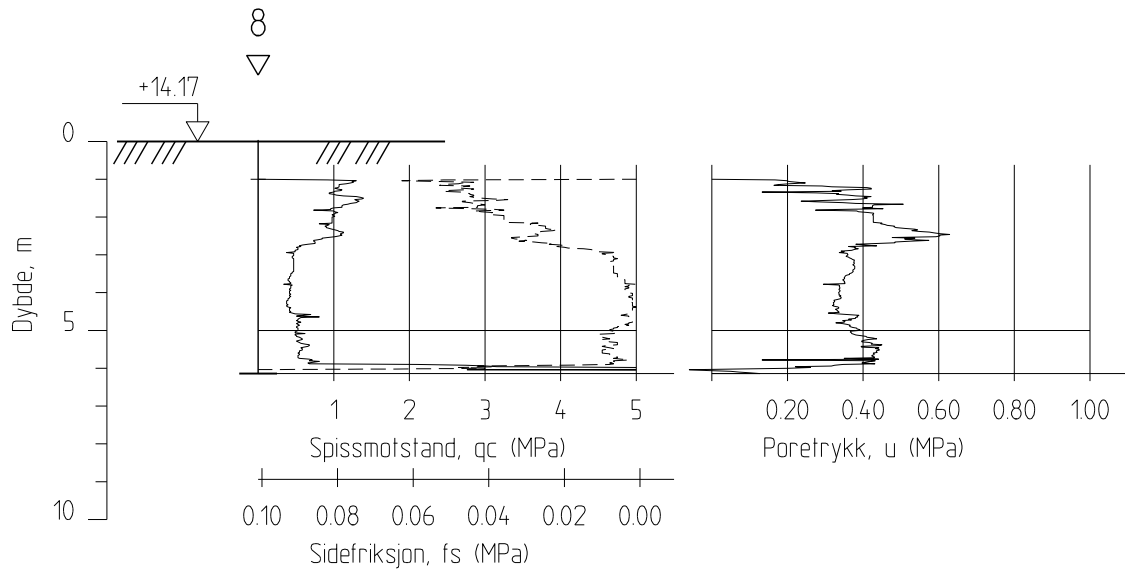 8
+14.17
0
5
10
Dybde, m
1 2 3 4 5
Spissmotstand, qc (MPa)
0.10 0.08 0.06 0.04 0.02 0.00
Sidefriksjon, fs (MPa)
0.20 0.40 0.60 0.80 1.00
Poretrykk, u (MPa)